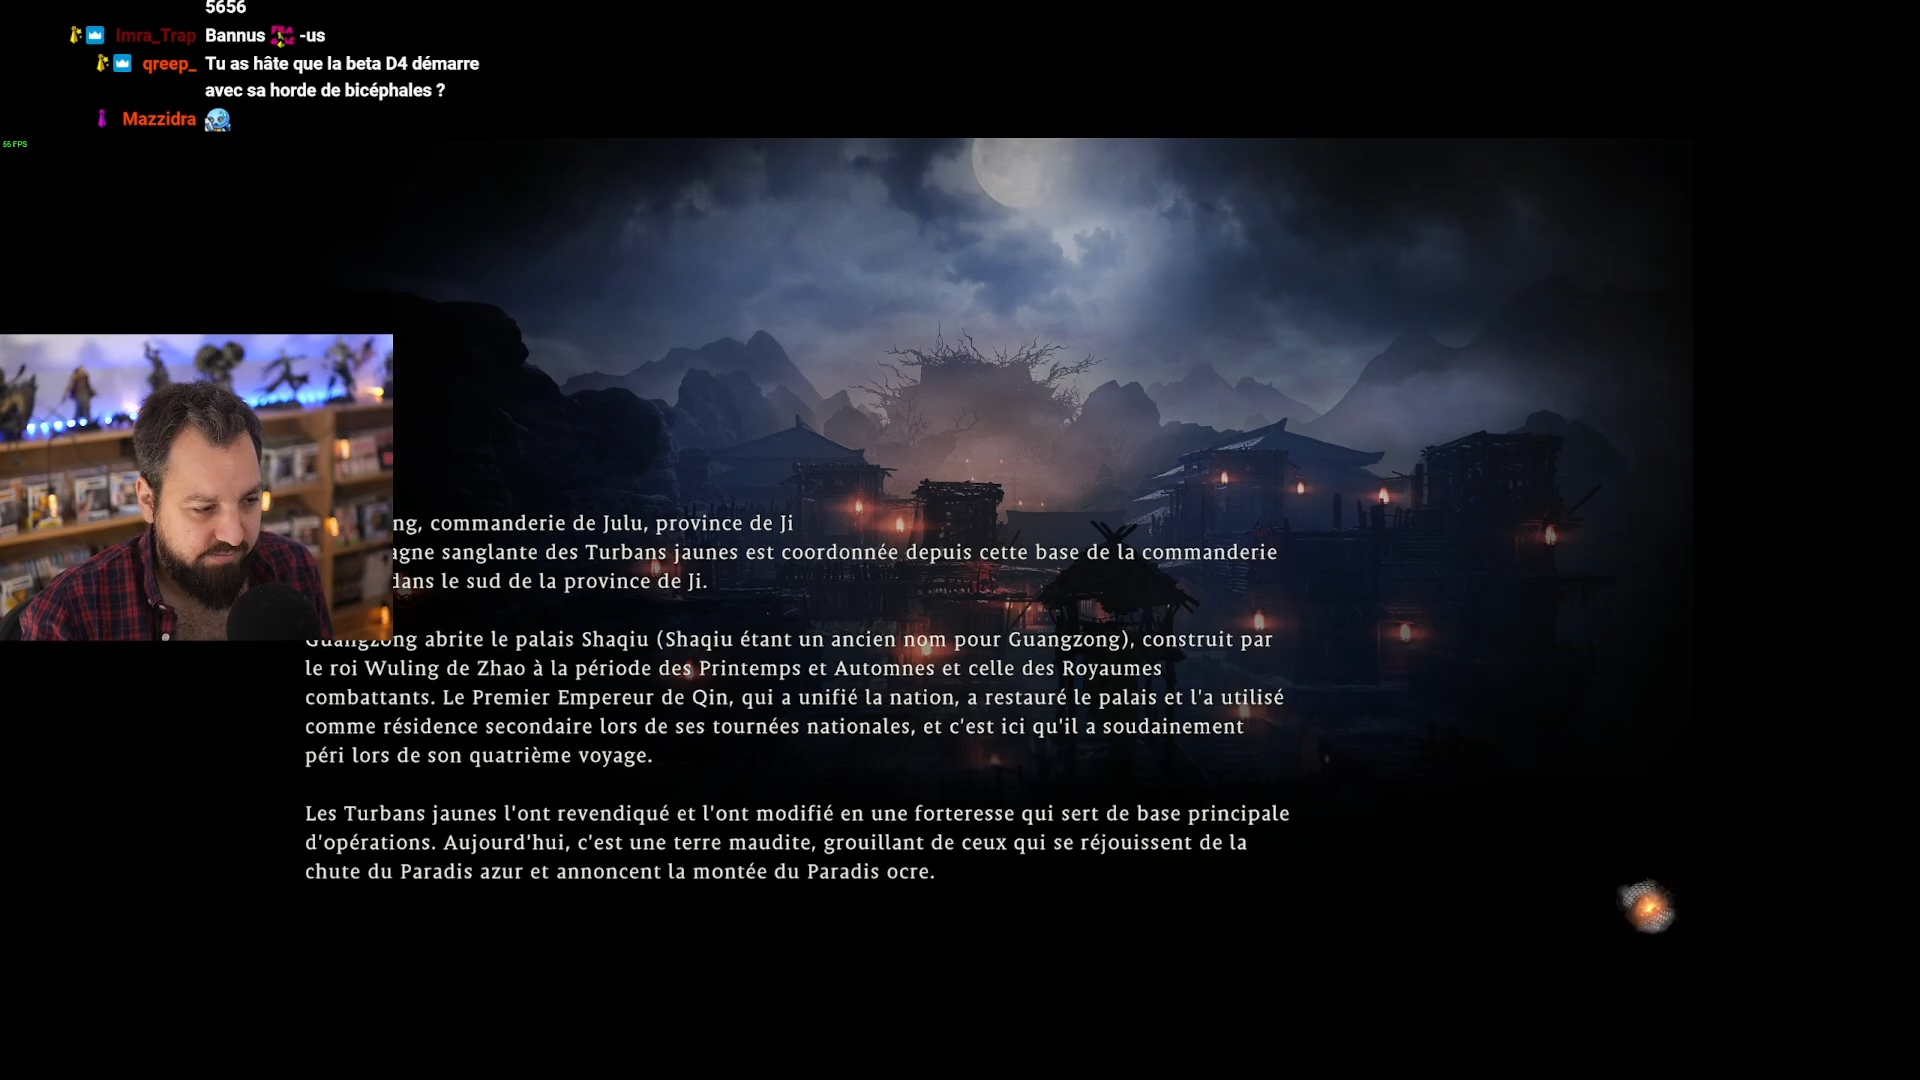 5656
Imra_Trap Bannus -us
qreep_ Tu as hâte que la beta D4 démarre
avec sa horde de bicéphales ?
Mazzidra
55 FPS
ng, commanderie de Julu, province de Ji
agne sanglante des Turbans jaunes est coordonnée depuis cette base de la commanderie
dans le sud de la province de Ji.
Guangzong abrite le palais Shaqiu (Shaqiu étant un ancien nom pour Guangzong), construit par
le roi Wuling de Zhao à la période des Printemps et Automnes et celle des Royaumes
combattants. Le Premier Empereur de Qin, qui a unifié la nation, a restauré le palais et l'a utilisé
comme résidence secondaire lors de ses tournées nationales, et c'est ici qu'il a soudainement
péri lors de son quatrième voyage.
Les Turbans jaunes l'ont revendiqué et l'ont modifié en une forteresse qui sert de base principale
d'opérations. Aujourd'hui, c'est une terre maudite, grouillant de ceux qui se réjouissent de la
chute du Paradis azur et annoncent la montée du Paradis ocre.